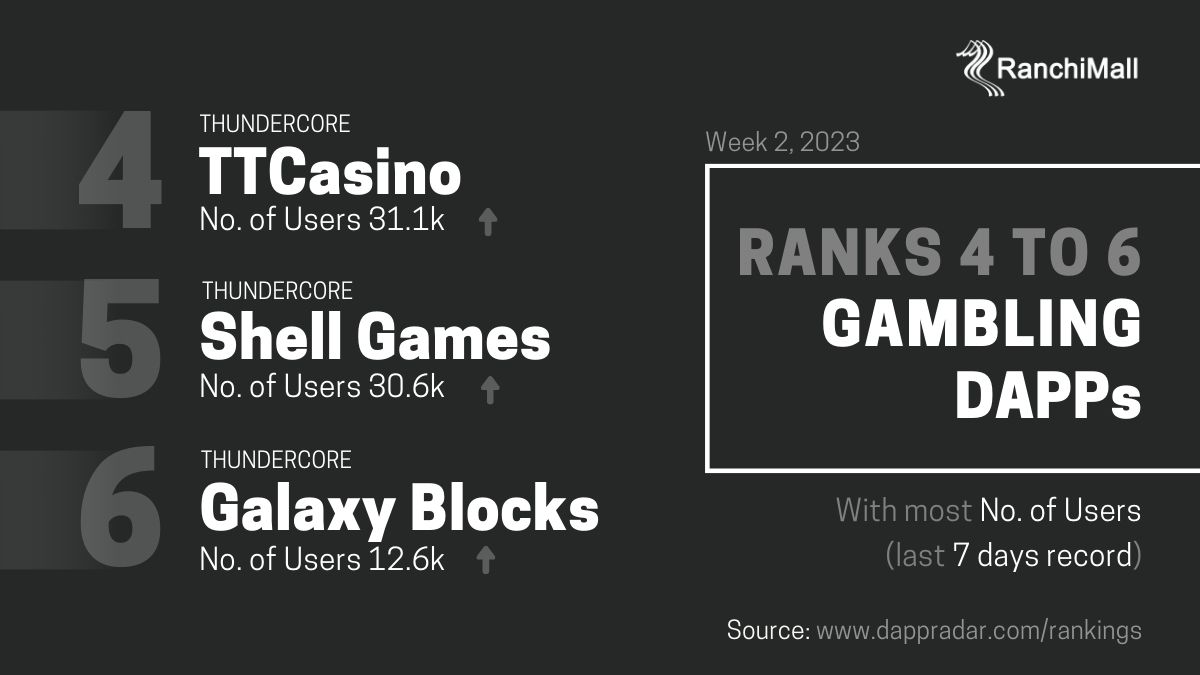 RanchiMall
4
THUNDERCORE
TTCasino
No. of Users 31.1k
5
THUNDERCORE
Shell Games
No. of Users 30.6k
6
THUNDERCORE
Galaxy Blocks
No. of Users 12.6k
Week 2, 2023
RANKS 4 TO 6
GAMBLING
DAPPs
With most No. of Users
(last 7 days record)
Source: www.dappradar.com/rankings